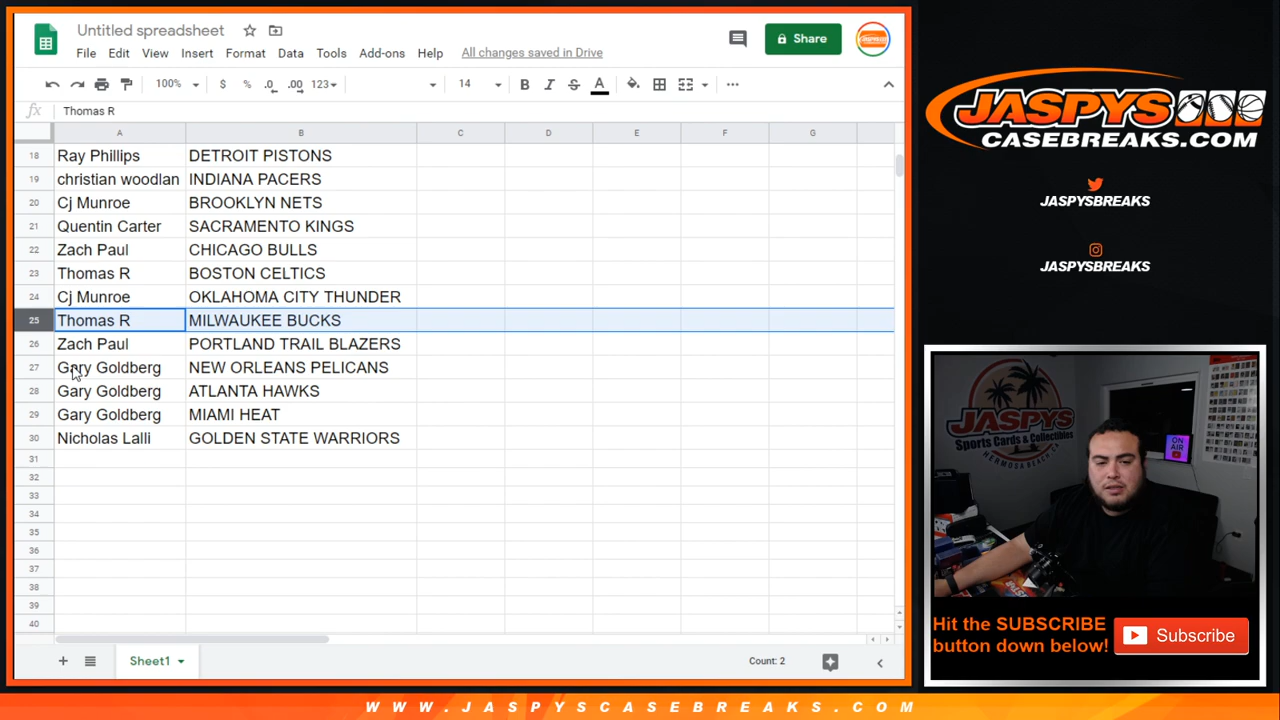 Untitled spreadsheet
File Edit View Insert Format Data Tools Add-ons Help All changes saved in Drive
Share
100% $ % .0 .00 123 14 B I S A
fx Thomas R
A B C D E F G
18 Ray Phillips DETROIT PISTONS
19 christian woodlan INDIANA PACERS
20 Cj Munroe BROOKLYN NETS
21 Quentin Carter SACRAMENTO KINGS
22 Zach Paul CHICAGO BULLS
23 Thomas R BOSTON CELTICS
24 Cj Munroe OKLAHOMA CITY THUNDER
25 Thomas R MILWAUKEE BUCKS
26 Zach Paul PORTLAND TRAIL BLAZERS
27 Gary Goldberg NEW ORLEANS PELICANS
28 Gary Goldberg ATLANTA HAWKS
29 Gary Goldberg MIAMI HEAT
30 Nicholas Lalli GOLDEN STATE WARRIORS
31
32
33
34
35
36
37
38
39
40
Sheet1
Count: 2
JASPYS
CASEBREAKS.COM
JASPYSBREAKS
JASPYSBREAKS
JASPYS
Sports Cards & Collectibles
HERMOSA BEACH CA
ON AIR
Hit the SUBSCRIBE
button down below!
Subscribe
WWW.JASPYSCASEBREAKS.COM